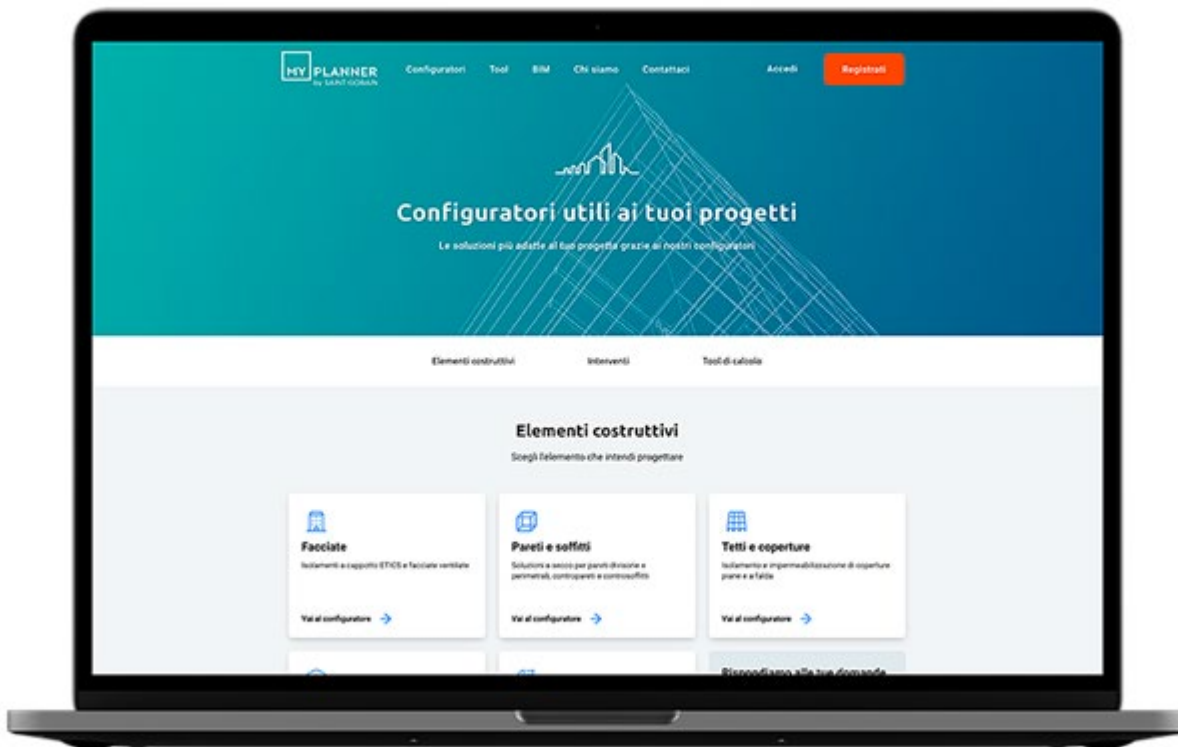 MY PLANNER
by SAINT-GOBAIN
Configuratori Tool BIM Chi siamo Contattaci Accedi Registrati
Configuratori utili ai tuoi progetti
Le soluzioni più adatte al tuo progetto grazie ai nostri configuratori
Elementi costruttivi Interventi Tool di calcolo
Elementi costruttivi
Scegli l'elemento che intendi progettare
Facciate
Isolamenti a cappotto ETICS e facciate ventilate
Vai al configuratore
Pareti e soffitti
Soluzioni a secco per pareti divisorie e
perimetrali, contropareti e controsoffitti
Vai al configuratore
Tetti e coperture
Isolamento e impermeabilizzazione di coperture
piane e a falda
Vai al configuratore
Rispondiamo alle tue domande